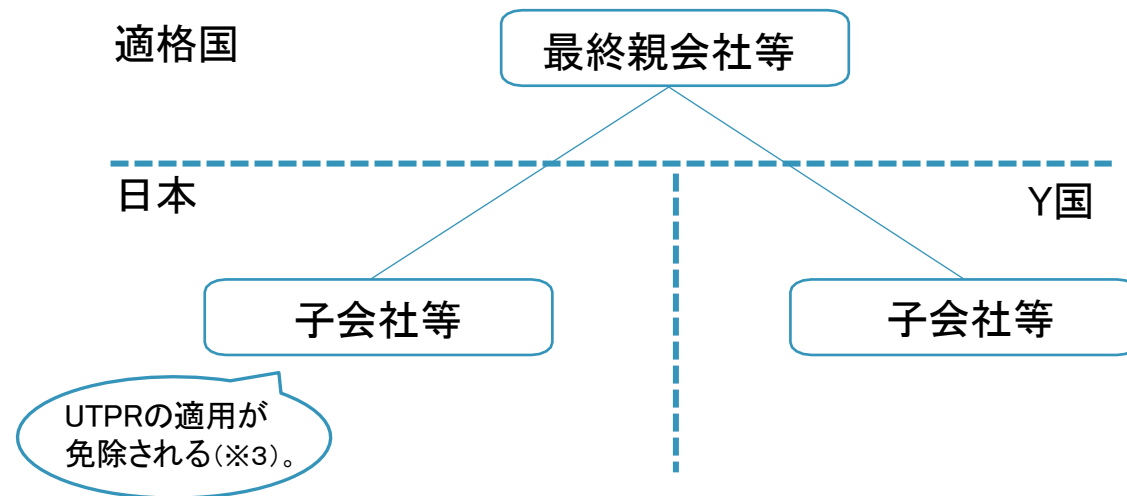 適格国
最終親会社等
日本
Y国
子会社等
子会社等
UTPRの適用が
免除される(※3)。